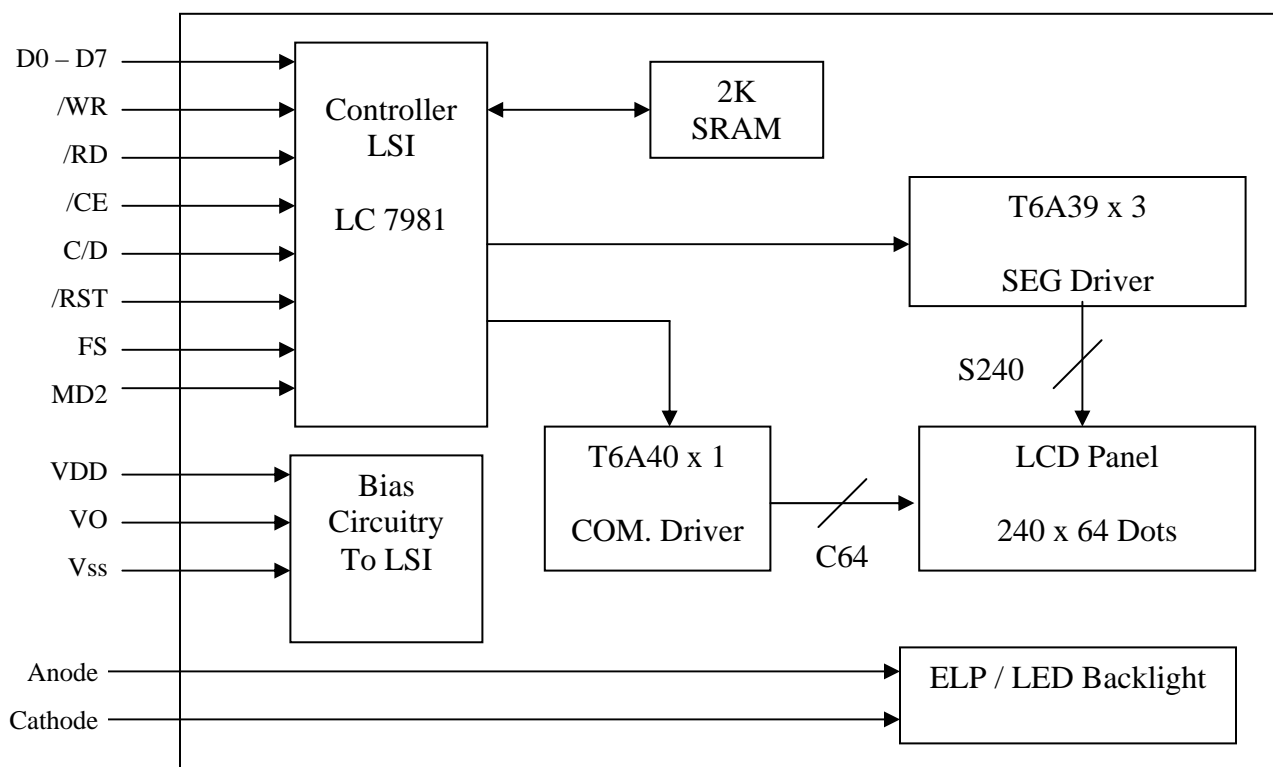 D0 – D7
/WR
/RD
/CE
C/D
/RST
FS
MD2
VDD
VO
Vss
Anode
Cathode
Controller
LSI
LC 7981
2K
SRAM
T6A39 x 3
SEG Driver
S240
T6A40 x 1
COM. Driver
C64
LCD Panel
240 x 64 Dots
Bias
Circuitry
To LSI
ELP / LED Backlight